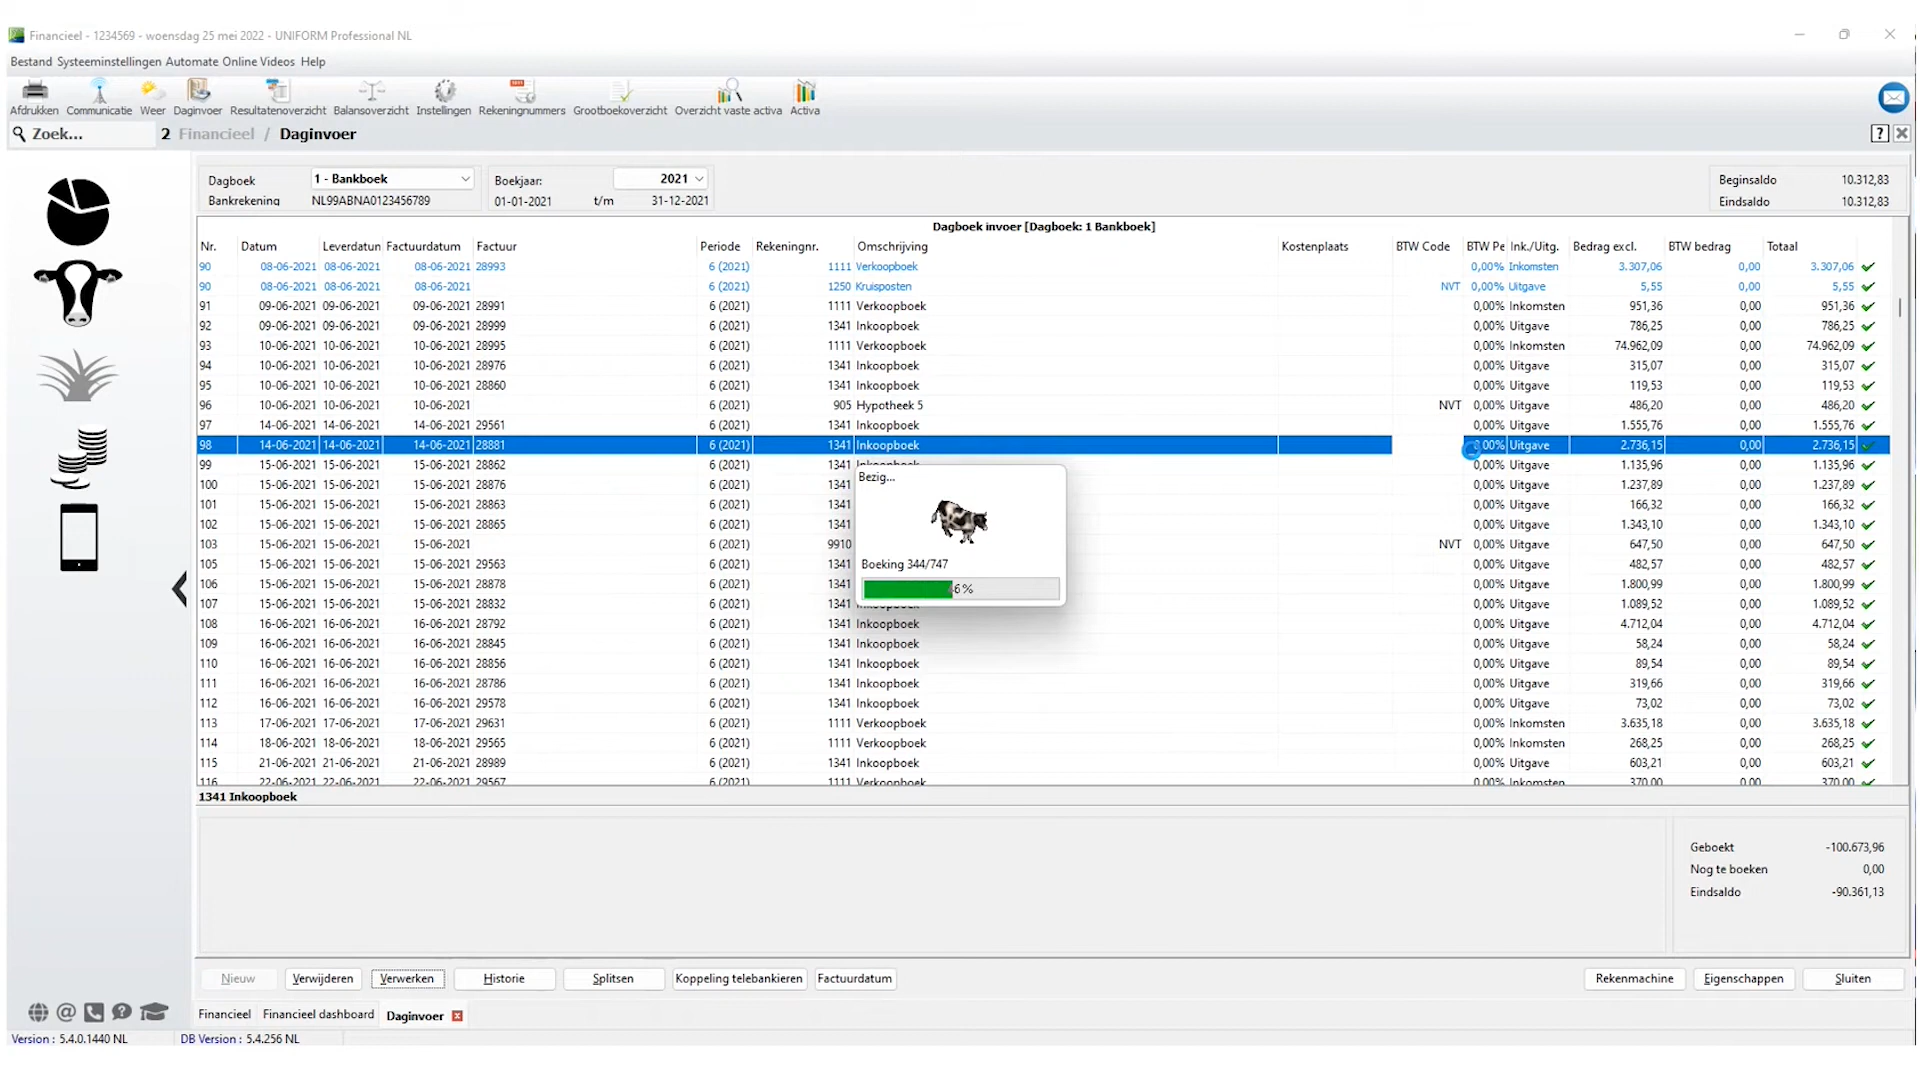 Financieel - 1234569 - woensdag 25 mei 2022 - UNIFORM Professional NL
Bestand Systeeminstellingen Automate Online Videos Help
Afdrukken Communicatie Weer Daginvoer Resultatenoverzicht Balansoverzicht Instellingen Rekeningnummers Grootboekoverzicht Overzicht vaste activa Activa
Zoek... 2 Financieel / Daginvoer ?
Dagboek 1 - Bankboek Boekjaar: 2021 Beginsaldo 10.312,83
Bankrekening NL99ABNA0123456789 01-01-2021 t/m 31-12-2021 Eindsaldo 10.312,83
Dagboek invoer [Dagboek: 1 Bankboek]
Nr. Datum Leverdatun Factuurdatum Factuur Periode Rekeningnr. Omschrijving Kostenplaats BTW Code BTW Pe Ink./Uitg. Bedrag excl. BTW bedrag Totaal
90 08-06-2021 08-06-2021 08-06-2021 28993 6 (2021) 1111 Verkoopboek 0,00% Inkomsten 3.307,06 0,00 3.307,06
90 08-06-2021 08-06-2021 08-06-2021 6 (2021) 1250 Kruisposten NVT 0,00% Uitgave 5,55 0,00 5,55
91 09-06-2021 09-06-2021 09-06-2021 28991 6 (2021) 1111 Verkoopboek 0,00% Inkomsten 951,36 0,00 951,36
92 09-06-2021 09-06-2021 09-06-2021 28999 6 (2021) 1341 Inkoopboek 0,00% Uitgave 786,25 0,00 786,25
93 10-06-2021 10-06-2021 10-06-2021 28995 6 (2021) 1111 Verkoopboek 0,00% Inkomsten 74.962,09 0,00 74.962,09
94 10-06-2021 10-06-2021 10-06-2021 28976 6 (2021) 1341 Inkoopboek 0,00% Uitgave 315,07 0,00 315,07
95 10-06-2021 10-06-2021 10-06-2021 28860 6 (2021) 1341 Inkoopboek 0,00% Uitgave 119,53 0,00 119,53
96 10-06-2021 10-06-2021 10-06-2021 6 (2021) 905 Hypotheek 5 NVT 0,00% Uitgave 486,20 0,00 486,20
97 14-06-2021 14-06-2021 14-06-2021 29561 6 (2021) 1341 Inkoopboek 0,00% Uitgave 1.555,76 0,00 1.555,76
98 14-06-2021 14-06-2021 14-06-2021 28881 6 (2021) 1341 Inkoopboek 0,00% Uitgave 2.736,15 0,00 2.736,15
99 15-06-2021 15-06-2021 15-06-2021 28862 6 (2021) 1341 Inkoopboek 0,00% Uitgave 1.135,96 0,00 1.135,96
100 15-06-2021 15-06-2021 15-06-2021 28876 6 (2021) 1341 0,00% Uitgave 1.237,89 0,00 1.237,89
101 15-06-2021 15-06-2021 15-06-2021 28863 6 (2021) 1341 0,00% Uitgave 166,32 0,00 166,32
102 15-06-2021 15-06-2021 15-06-2021 28865 6 (2021) 1341 0,00% Uitgave 1.343,10 0,00 1.343,10
103 15-06-2021 15-06-2021 15-06-2021 6 (2021) 9910 NVT 0,00% Uitgave 647,50 0,00 647,50
105 15-06-2021 15-06-2021 15-06-2021 29563 6 (2021) 1341 0,00% Uitgave 482,57 0,00 482,57
106 15-06-2021 15-06-2021 15-06-2021 28878 6 (2021) 1341 0,00% Uitgave 1.800,99 0,00 1.800,99
107 15-06-2021 15-06-2021 15-06-2021 28832 6 (2021) 1341 Inkoopboek 0,00% Uitgave 1.089,52 0,00 1.089,52
108 16-06-2021 16-06-2021 16-06-2021 28792 6 (2021) 1341 Inkoopboek 0,00% Uitgave 4.712,04 0,00 4.712,04
109 16-06-2021 16-06-2021 16-06-2021 28845 6 (2021) 1341 Inkoopboek 0,00% Uitgave 58,24 0,00 58,24
110 16-06-2021 16-06-2021 16-06-2021 28856 6 (2021) 1341 Inkoopboek 0,00% Uitgave 89,54 0,00 89,54
111 16-06-2021 16-06-2021 16-06-2021 28786 6 (2021) 1341 Inkoopboek 0,00% Uitgave 319,66 0,00 319,66
112 16-06-2021 16-06-2021 16-06-2021 29578 6 (2021) 1341 Inkoopboek 0,00% Uitgave 73,02 0,00 73,02
113 17-06-2021 17-06-2021 17-06-2021 29631 6 (2021) 1111 Verkoopboek 0,00% Inkomsten 3.635,18 0,00 3.635,18
114 18-06-2021 18-06-2021 18-06-2021 29565 6 (2021) 1111 Verkoopboek 0,00% Inkomsten 268,25 0,00 268,25
115 21-06-2021 21-06-2021 21-06-2021 28989 6 (2021) 1341 Inkoopboek 0,00% Uitgave 603,21 0,00 603,21
116 22-06-2021 22-06-2021 22-06-2021 29567 6 (2021) 1111 Verkoopboek 0,00% Inkomsten 370,00 0,00 370,00
Bezig...
Boeking 344/747
6%
1341 Inkoopboek
Geboekt -100.673,96
Nog te boeken 0,00
Eindsaldo -90.361,13
Nieuw Verwijderen Verwerken Historie Splitsen Koppeling telebankieren Factuurdatum Rekenmachine Eigenschappen Sluiten
Financieel Financieel dashboard Daginvoer
Version : 5.4.0.1440 NL DB Version : 5.4.256 NL